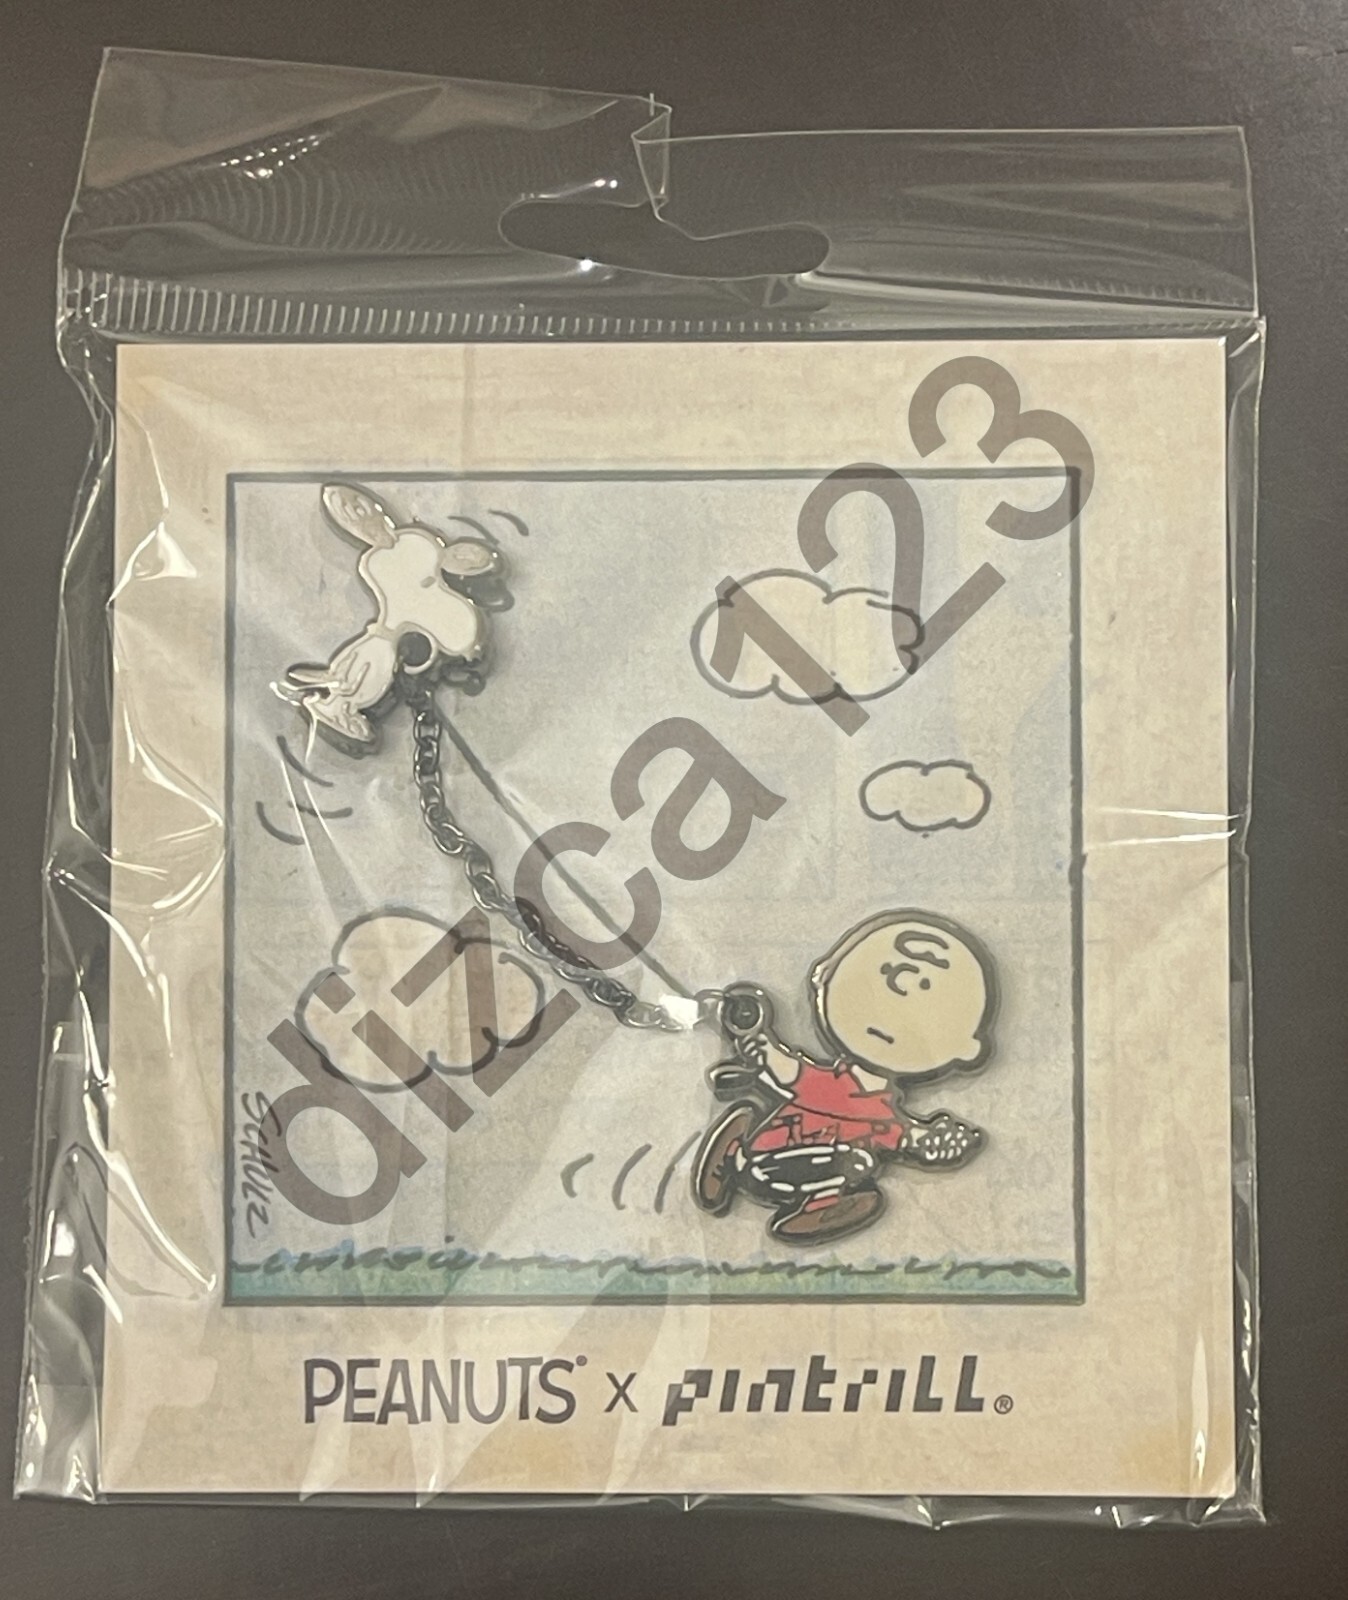 dizca123
SCHULZ
PEANUTS® x pintrill®